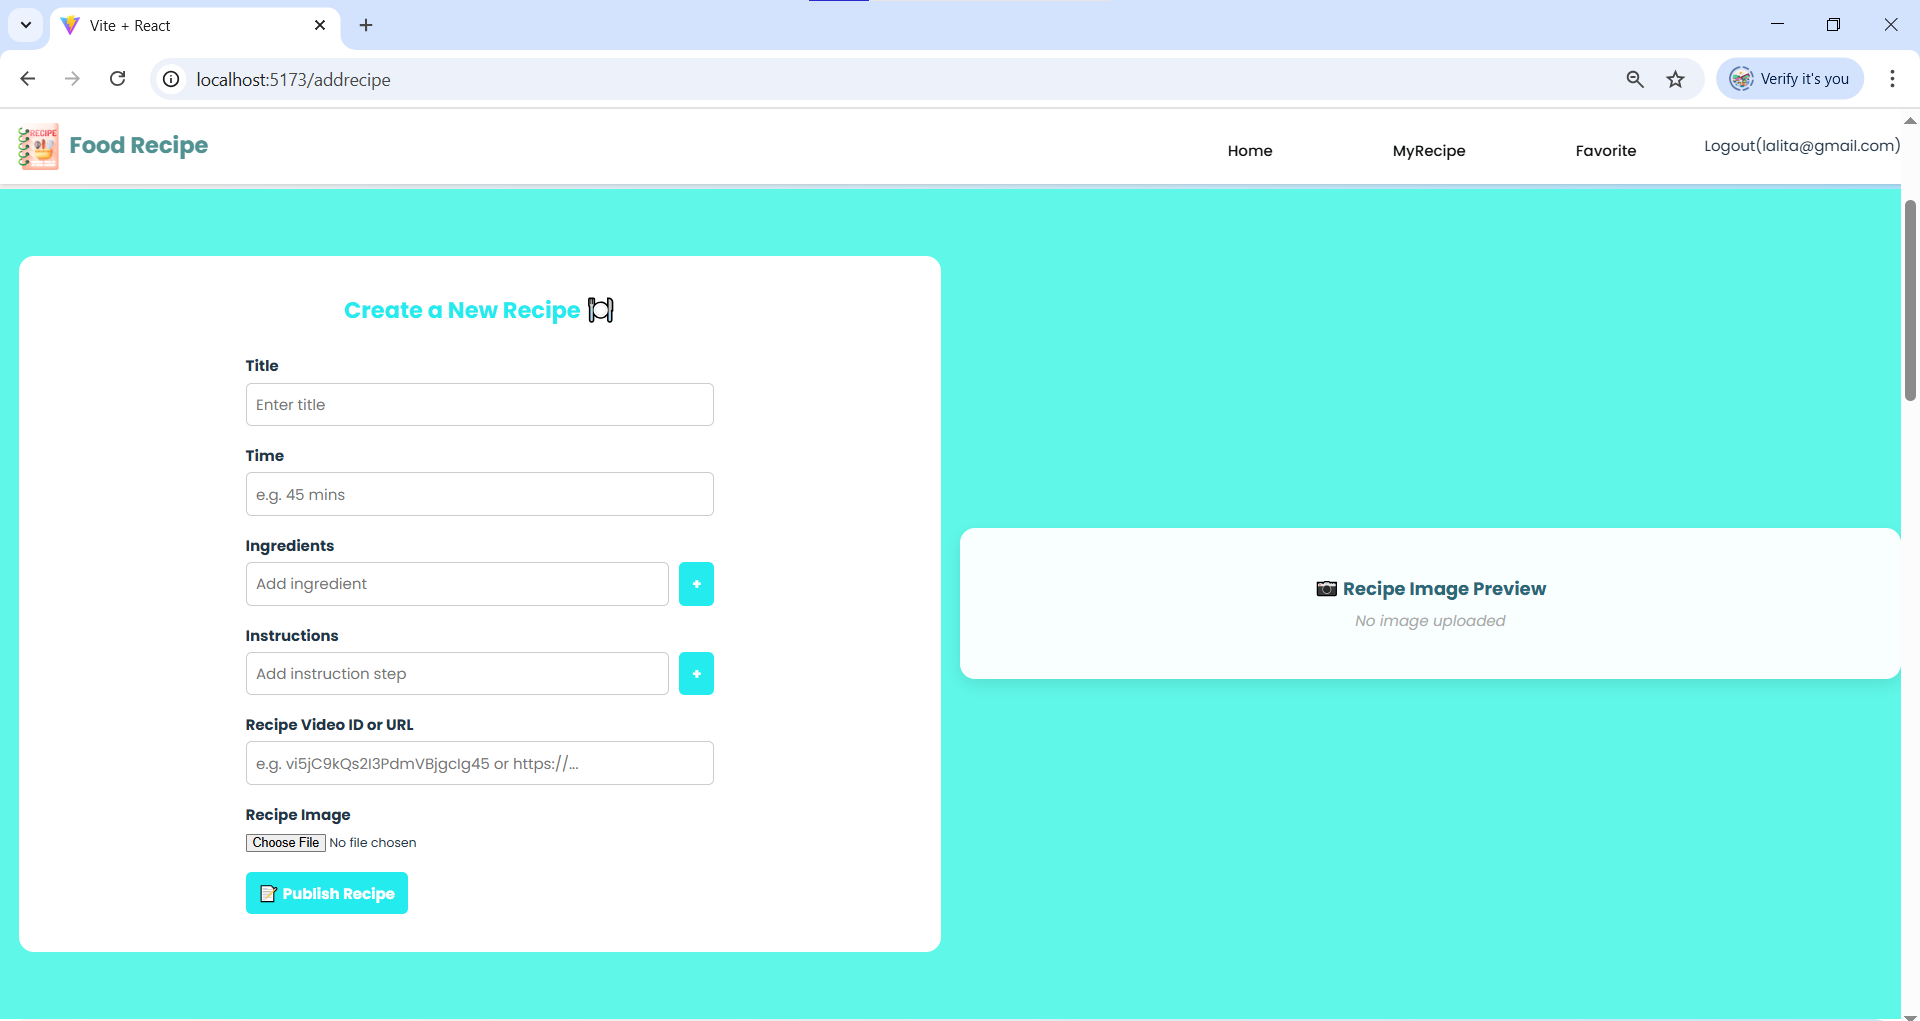 Vite + React
localhost:5173/addrecipe
Verify it's you
RECIPE
Food Recipe
Home
MyRecipe
Favorite
Logout(lalita@gmail.com)
Create a New Recipe
Title
Enter title
Time
e.g. 45 mins
Ingredients
Add ingredient
+
Instructions
Add instruction step
+
Recipe Video ID or URL
e.g. vi5jC9kQs2I3PdmVBjgcIg45 or https://...
Recipe Image
Choose File No file chosen
Publish Recipe
Recipe Image Preview
No image uploaded